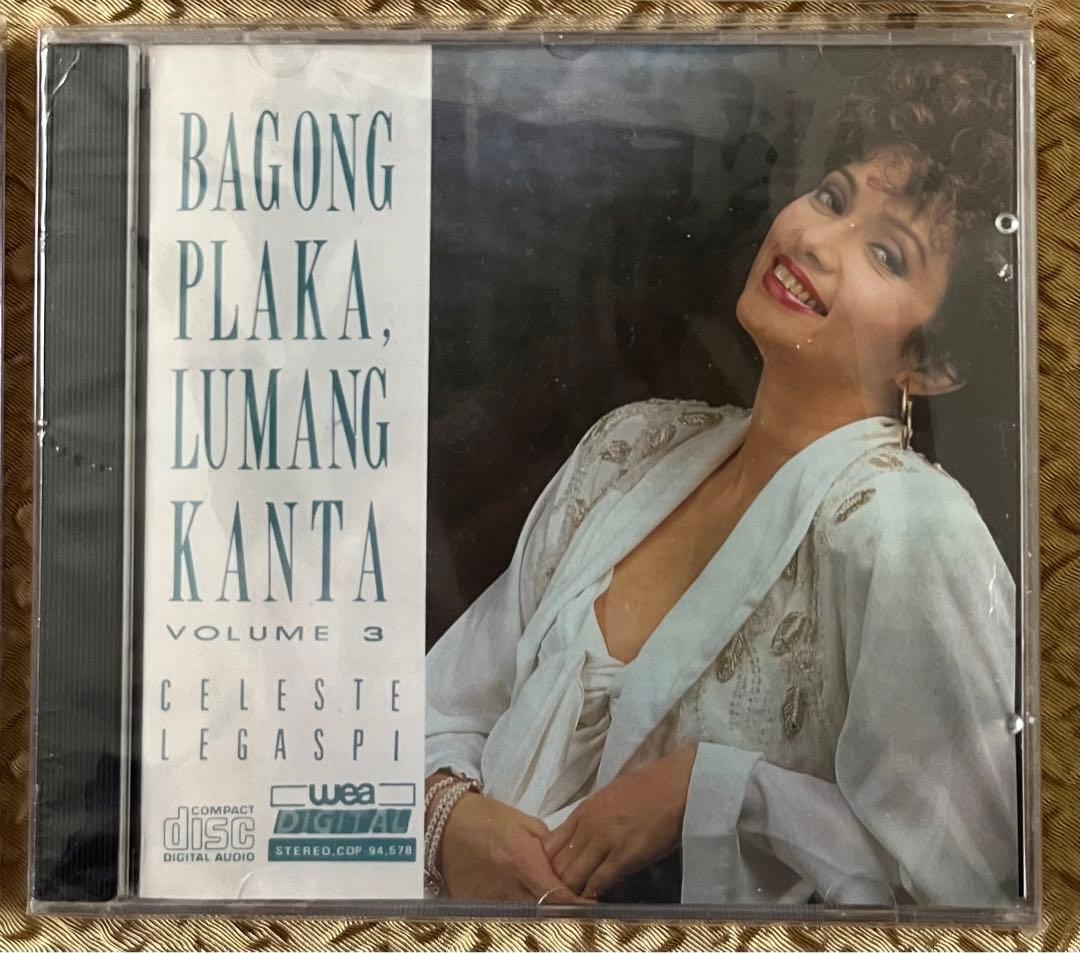 BAGONG
PLAKA,
LUMANG
KANTA
VOLUME 3
CELESTE
LEGASPI
COMPACT
disc
DIGITAL AUDIO
wea
DIGITAL
STEREO, CDP-94,578